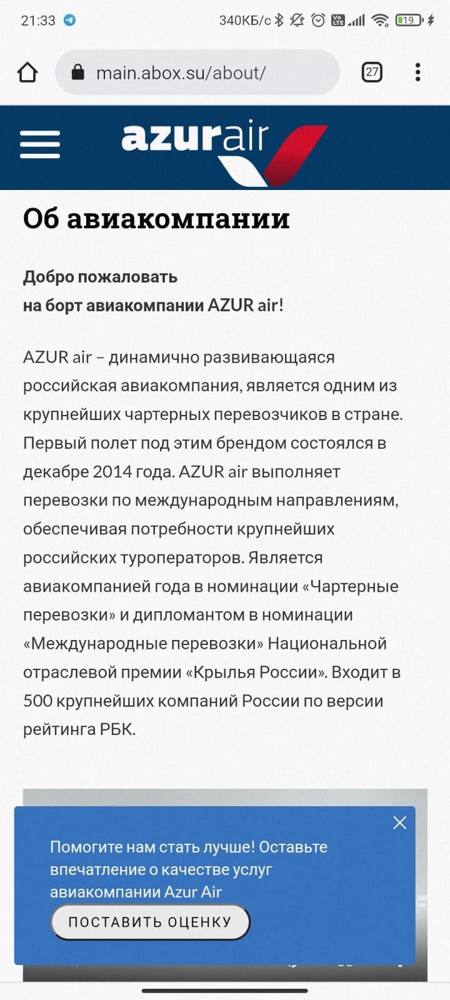 21:33 340КБ/с Vo LTE 19
main.abox.su/about/ 27
azurair
Об авиакомпании
Добро пожаловать
на борт авиакомпании AZUR air!
AZUR air – динамично развивающаяся
российская авиакомпания, является одним из
крупнейших чартерных перевозчиков в стране.
Первый полет под этим брендом состоялся в
декабре 2014 года. AZUR air выполняет
перевозки по международным направлениям,
обеспечивая потребности крупнейших
российских туроператоров. Является
авиакомпанией года в номинации «Чартерные
перевозки» и дипломантом в номинации
«Международные перевозки» Национальной
отраслевой премии «Крылья России». Входит в
500 крупнейших компаний России по версии
рейтинга РБК.
Помогите нам стать лучше! Оставьте
впечатление о качестве услуг
авиакомпании Azur Air
ПОСТАВИТЬ ОЦЕНКУ